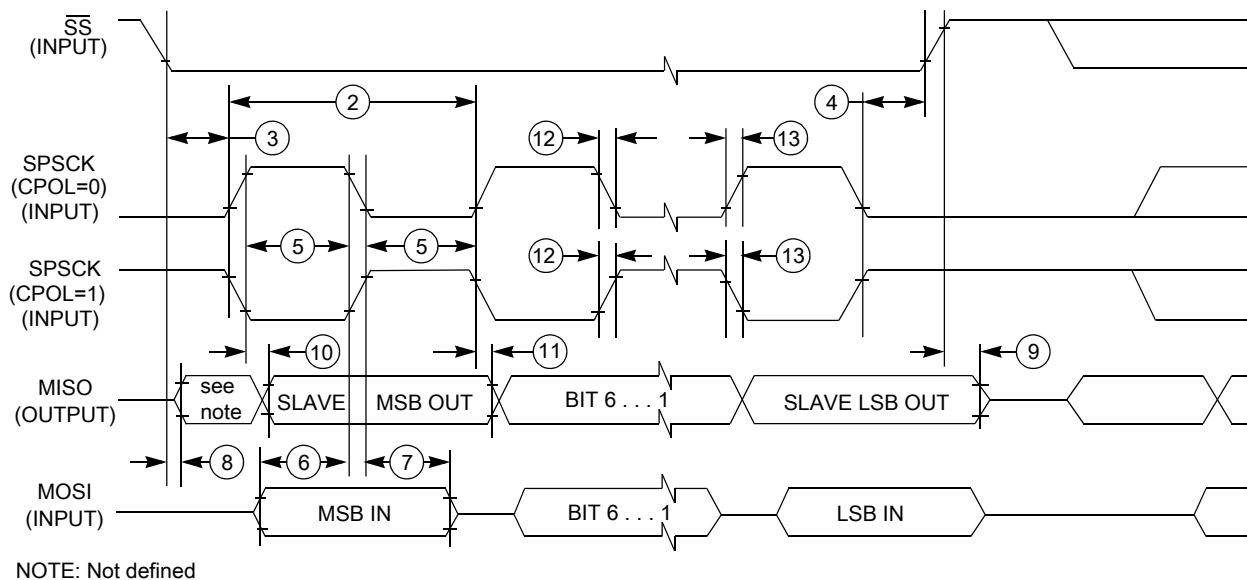 SS
(INPUT)
2
4
3
12
13
SPSCK
(CPOL=0)
(INPUT)
5
5
SPSCK
(CPOL=1)
(INPUT)
12
13
10
11
9
MISO
(OUTPUT)
see
note
SLAVE
MSB OUT
BIT 6 . . . 1
SLAVE LSB OUT
8
6
7
MOSI
(INPUT)
MSB IN
BIT 6 . . . 1
LSB IN
NOTE: Not defined